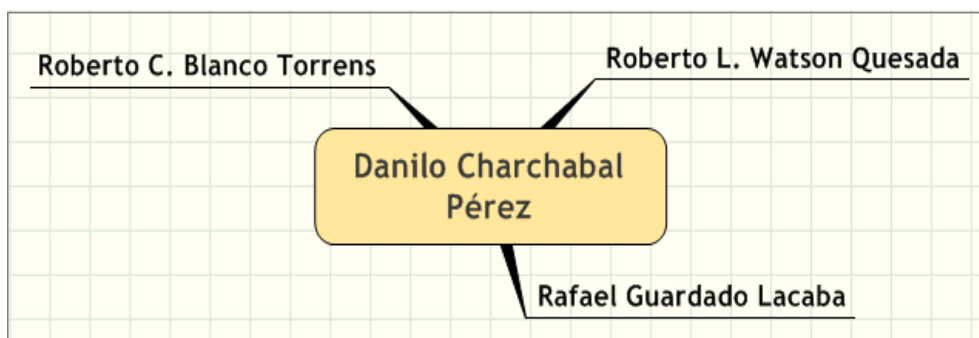 Roberto C. Blanco Torrens
Roberto L. Watson Quesada
Danilo Charchabal
Pérez
Rafael Guardado Lacaba